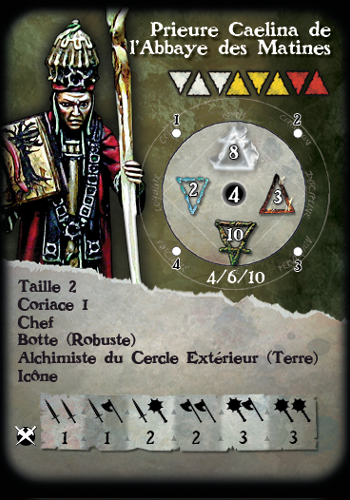 Prieure Caelina de
l'Abbaye des Matines
1 2
8
2 4 3
10
4 3
4/6/10
Taille 2
Coriace 1
Chef
Botte (Robuste)
Alchimiste du Cercle Extérieur (Terre)
Icône
1 1 2 2 3 3